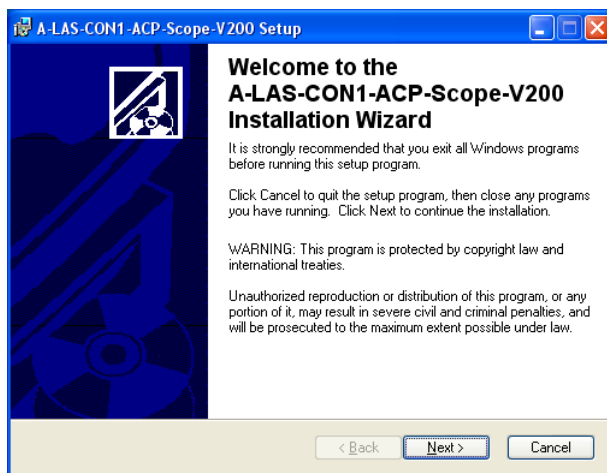 A-LAS-CON1-ACP-Scope-V200 Setup
Welcome to the
A-LAS-CON1-ACP-Scope-V200
Installation Wizard
It is strongly recommended that you exit all Windows programs
before running this setup program.
Click Cancel to quit the setup program, then close any programs
you have running.  Click Next to continue the installation.
WARNING: This program is protected by copyright law and
international treaties.
Unauthorized reproduction or distribution of this program, or any
portion of it, may result in severe civil and criminal penalties, and
will be prosecuted to the maximum extent possible under law.
< Back
Next >
Cancel